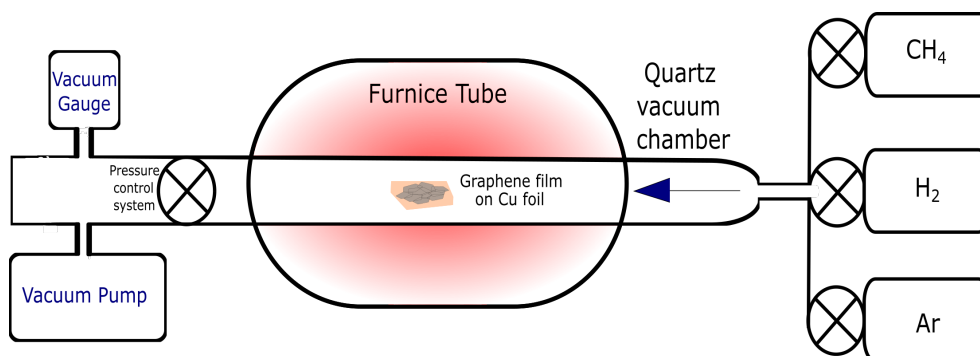 Vacuum
Gauge
Pressure
control
system
Vacuum Pump
Furnice Tube
Graphene film
on Cu foil
Quartz
vacuum
chamber
CH₄
H₂
Ar